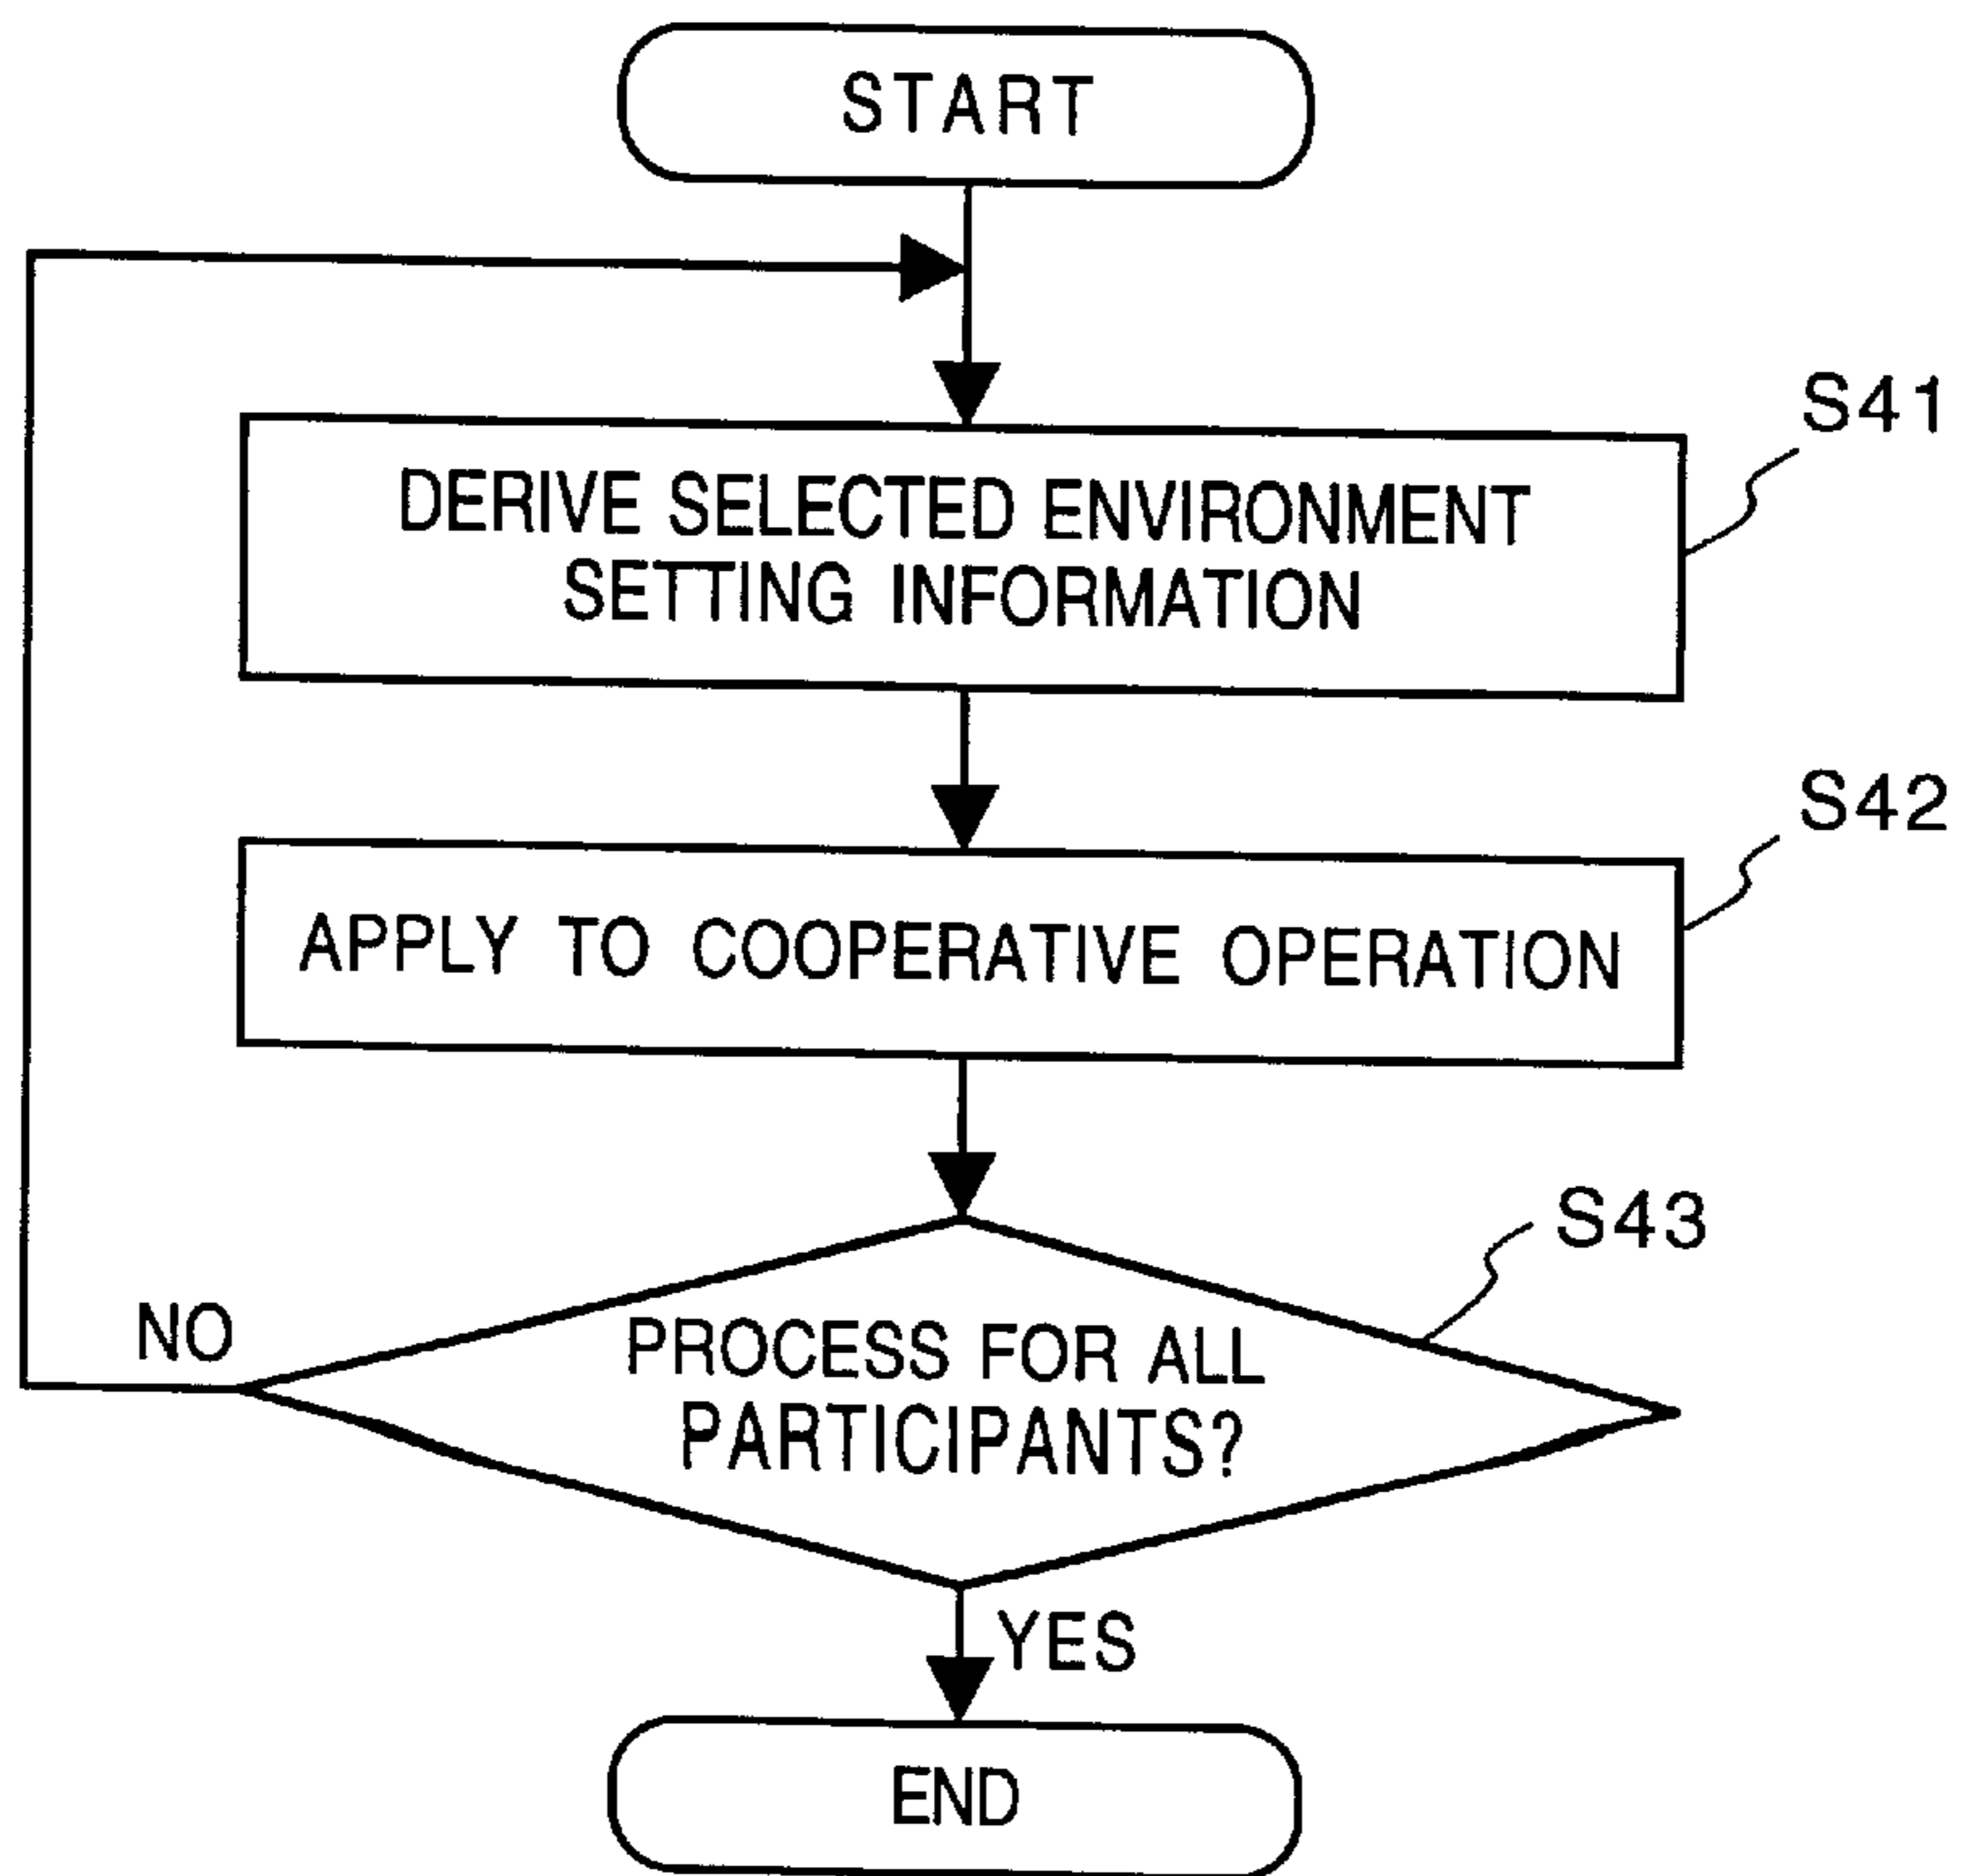 START
S41
DERIVE SELECTED ENVIRONMENT
SETTING INFORMATION
S42
APPLY TO COOPERATIVE OPERATION
S43
NO
PROCESS FOR ALL
PARTICIPANTS?
YES
END